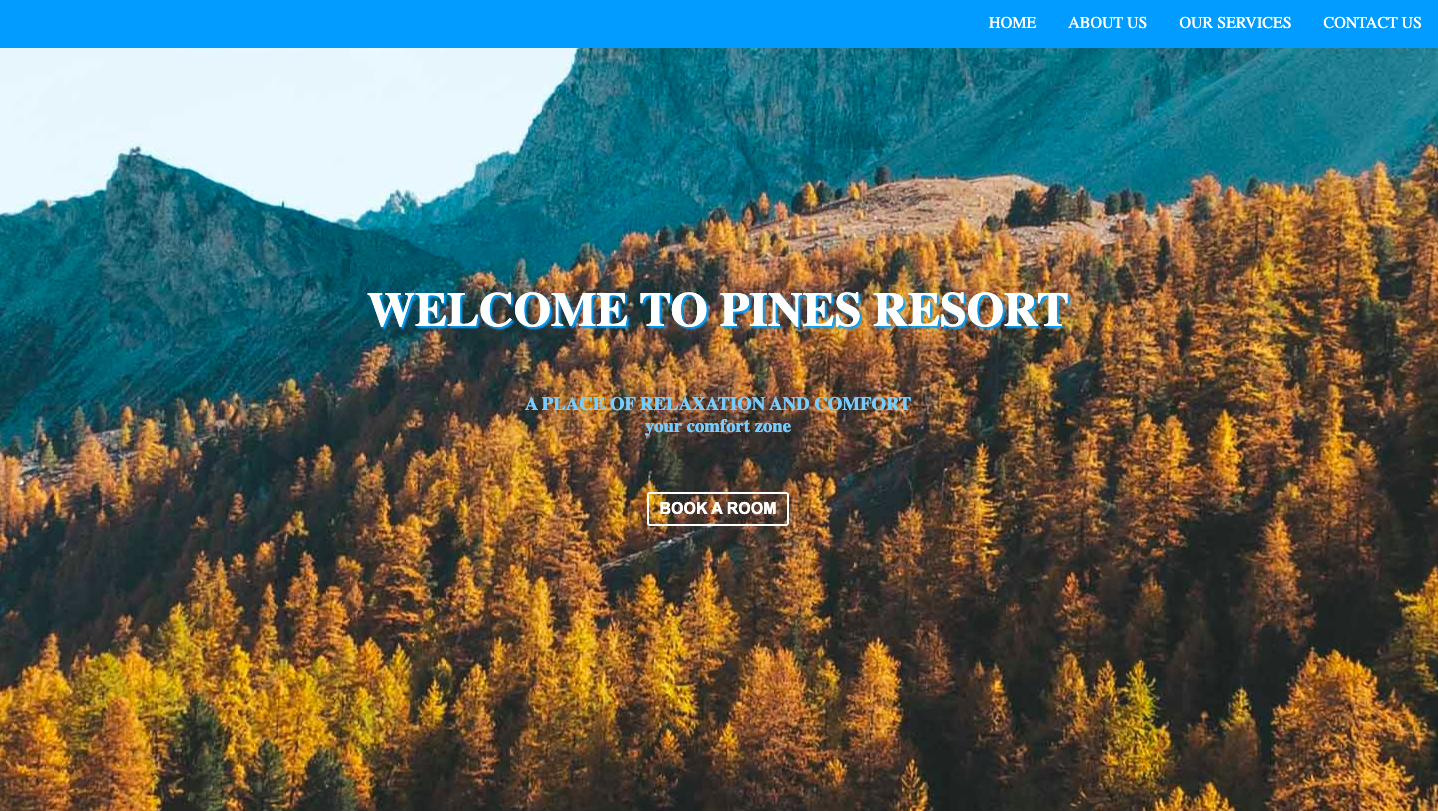 HOME ABOUT US OUR SERVICES CONTACT US
WELCOME TO PINES RESORT
A PLACE OF RELAXATION AND COMFORT
your comfort zone
BOOK A ROOM